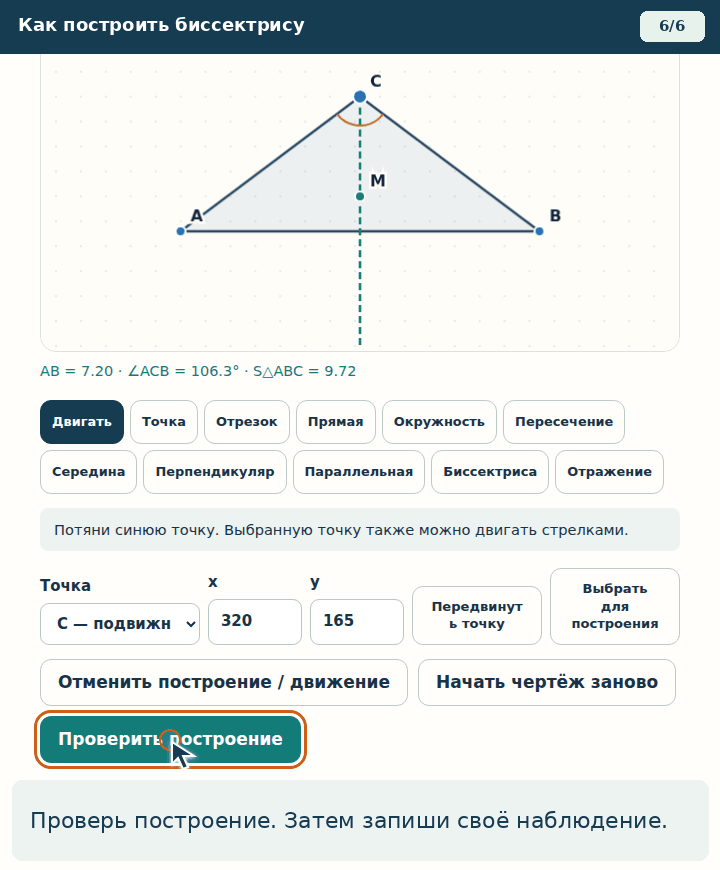 Как построить биссектрису
6/6
C
M
A
B
AB = 7.20 · ∠ACB = 106.3° · S△ABC = 9.72
Двигать
Точка
Отрезок
Прямая
Окружность
Пересечение
Середина
Перпендикуляр
Параллельная
Биссектриса
Отражение
Потяни синюю точку. Выбранную точку также можно двигать стрелками.
Точка
x
y
C — подвижн
320
165
Передвинут
ь точку
Выбрать
для
построения
Отменить построение / движение
Начать чертёж заново
Проверить построение
Проверь построение. Затем запиши своё наблюдение.